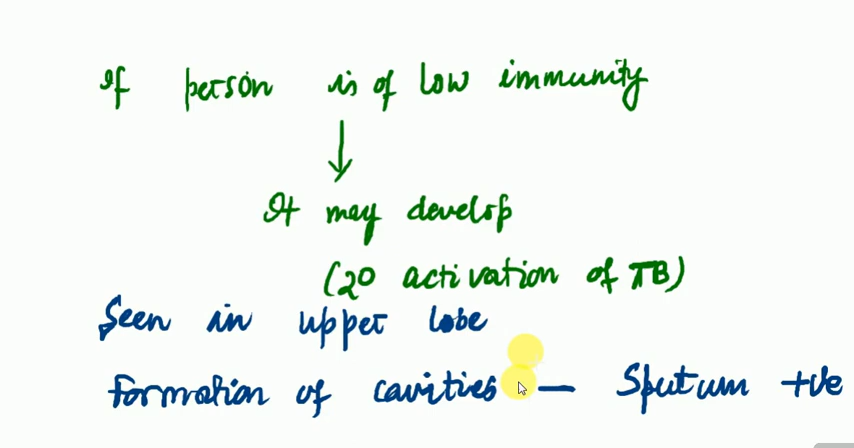 If person is of low immunity
↓
It may develop
(20 activation of TB)
Seen in upper lobe
Formation of cavities — Sputum +ve